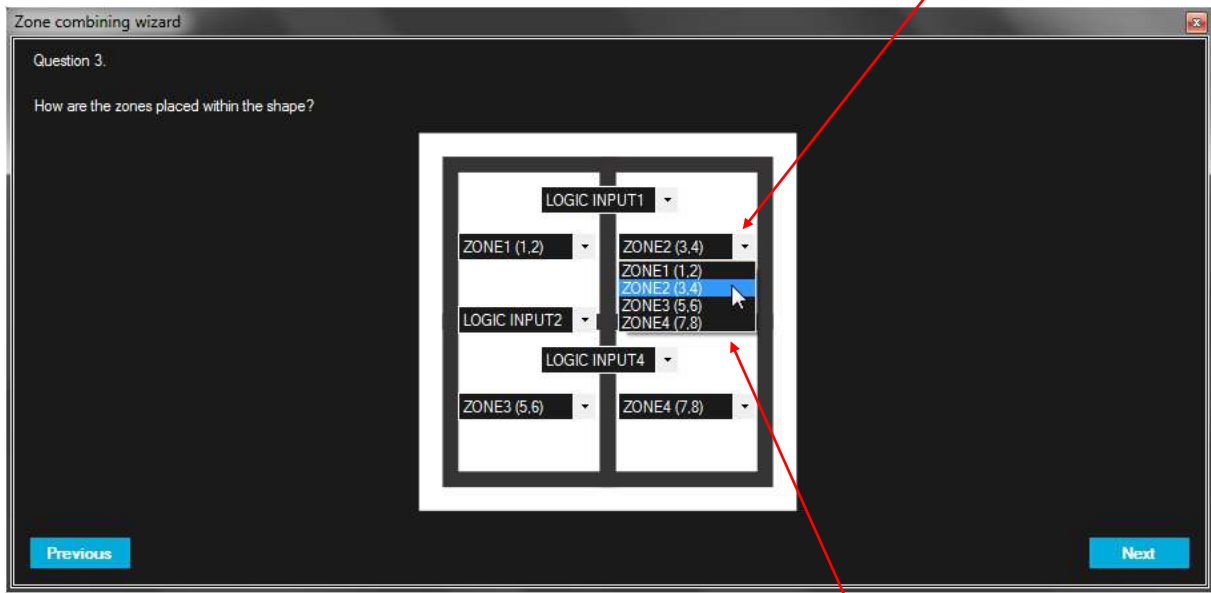 Zone combining wizard
Question 3.
How are the zones placed within the shape?
LOGIC INPUT1
ZONE1 (1,2)
ZONE2 (3,4)
ZONE1 (1,2)
ZONE2 (3,4)
ZONE3 (5,6)
ZONE4 (7,8)
LOGIC INPUT2
LOGIC INPUT4
ZONE3 (5,6)
ZONE4 (7,8)
Previous
Next